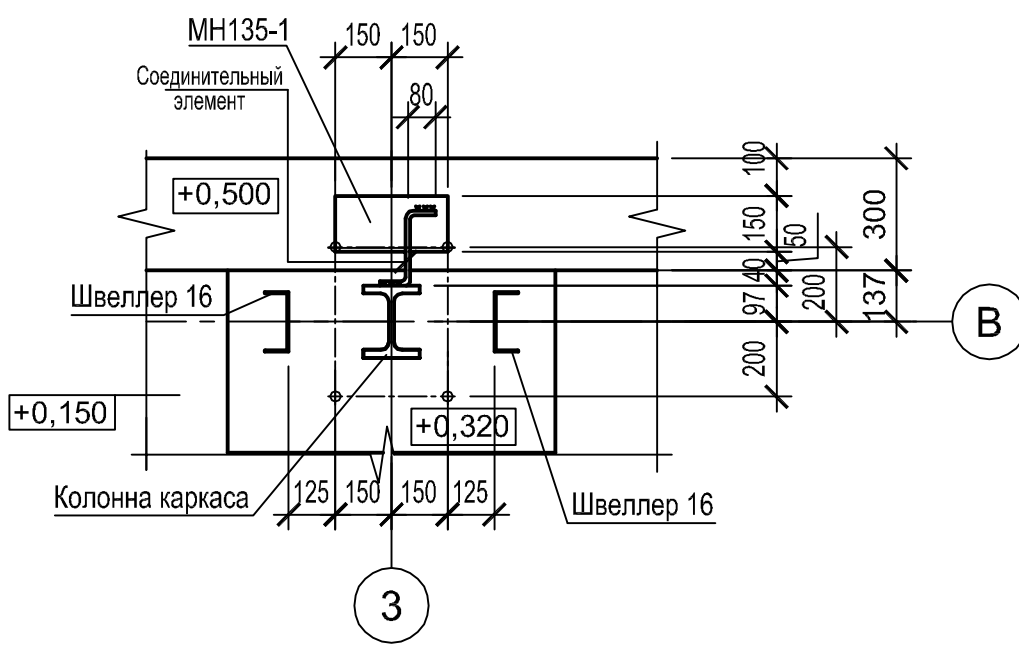 МН135-1
150
150
Соединительный
элемент
80
100
+0,500
150
50
300
40
200
137
97
Швеллер 16
В
200
+0,150
+0,320
125
150
150
125
Колонна каркаса
Швеллер 16
3